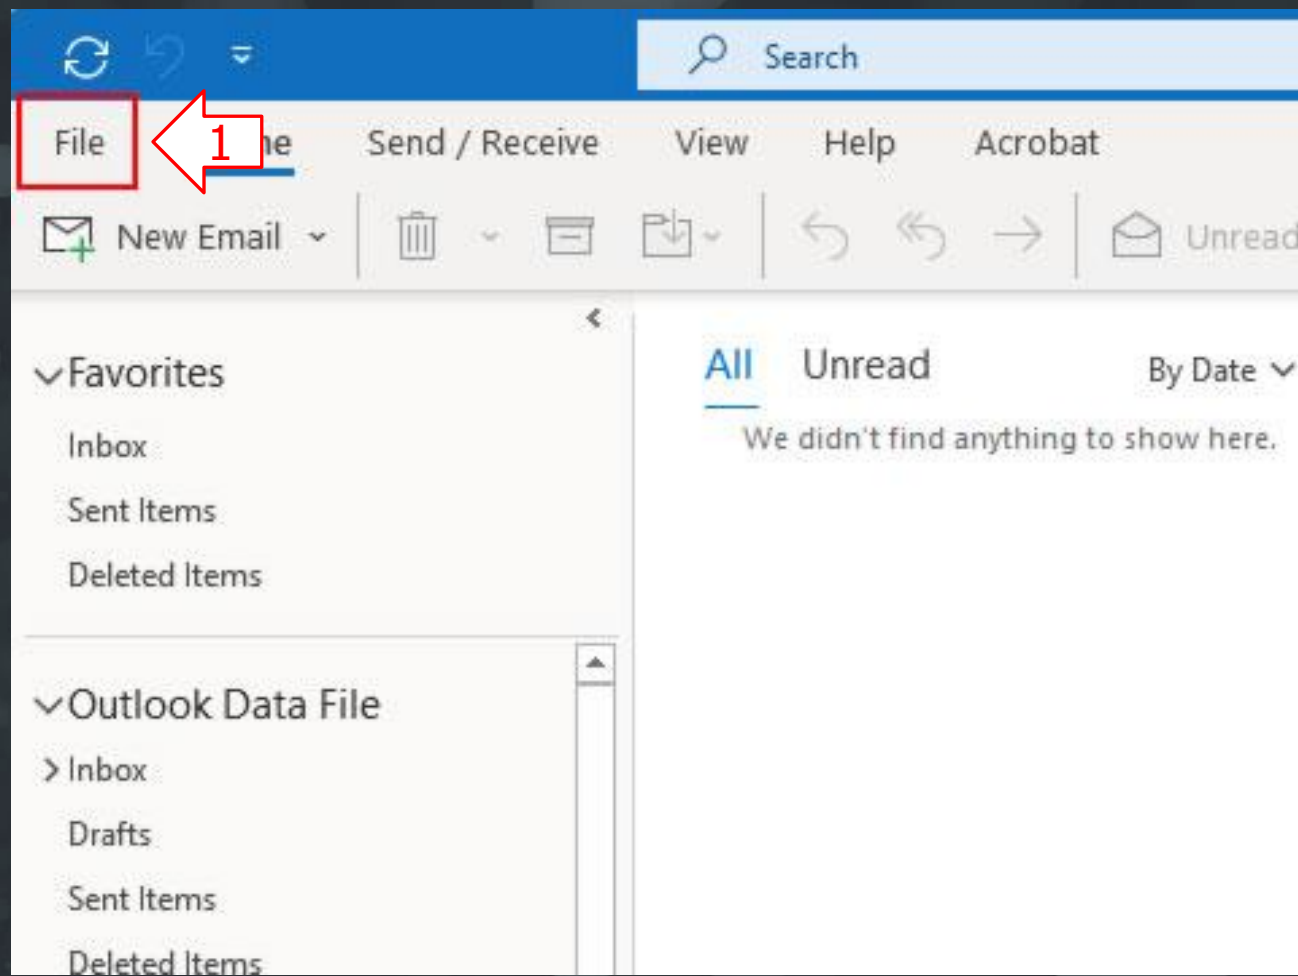 Search
File 1 ne Send / Receive View Help Acrobat
New Email Unread
All Unread By Date
We didn't find anything to show here.
Favorites
Inbox
Sent Items
Deleted Items
Outlook Data File
Inbox
Drafts
Sent Items
Deleted Items